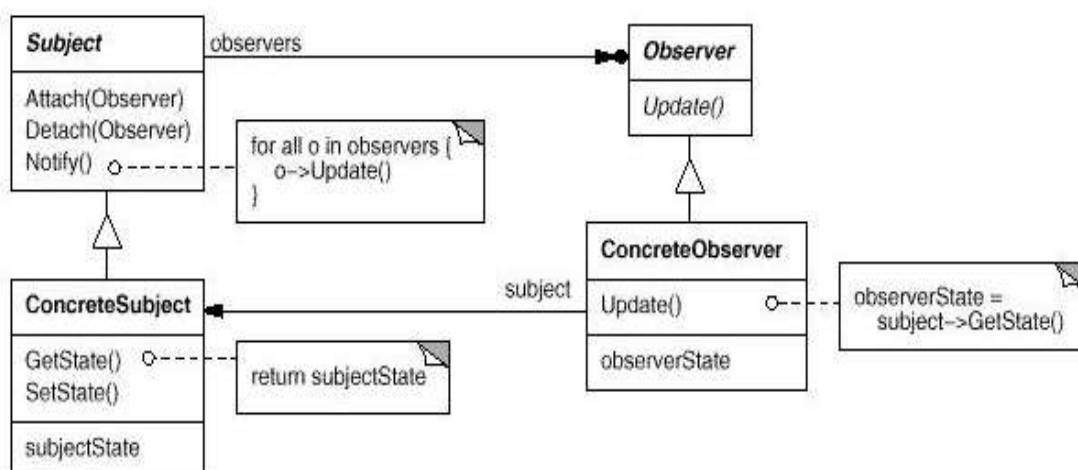 Subject
observers
Observer
Attach(Observer)
Detach(Observer)
Notify()
Update()
for all o in observers {
o->Update()
}
ConcreteObserver
ConcreteSubject
subject
Update()
observerState =
subject->GetState()
GetState()
SetState()
return subjectState
observerState
subjectState